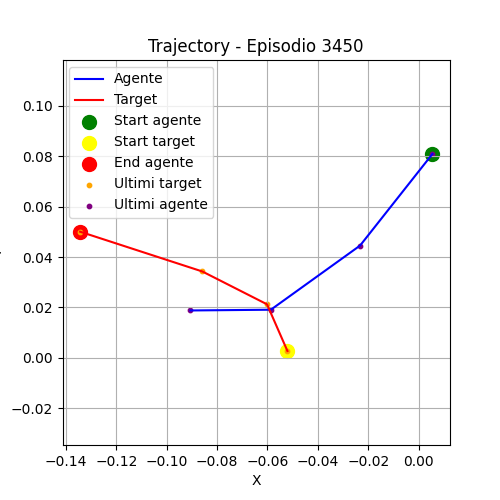 Trajectory - Episodio 3450
Agente
Target
Start agente
Start target
End agente
Ultimi target
Ultimi agente
0.10
0.08
0.06
0.04
0.02
0.00
−0.02
−0.14 −0.12 −0.10 −0.08 −0.06 −0.04 −0.02 0.00
X